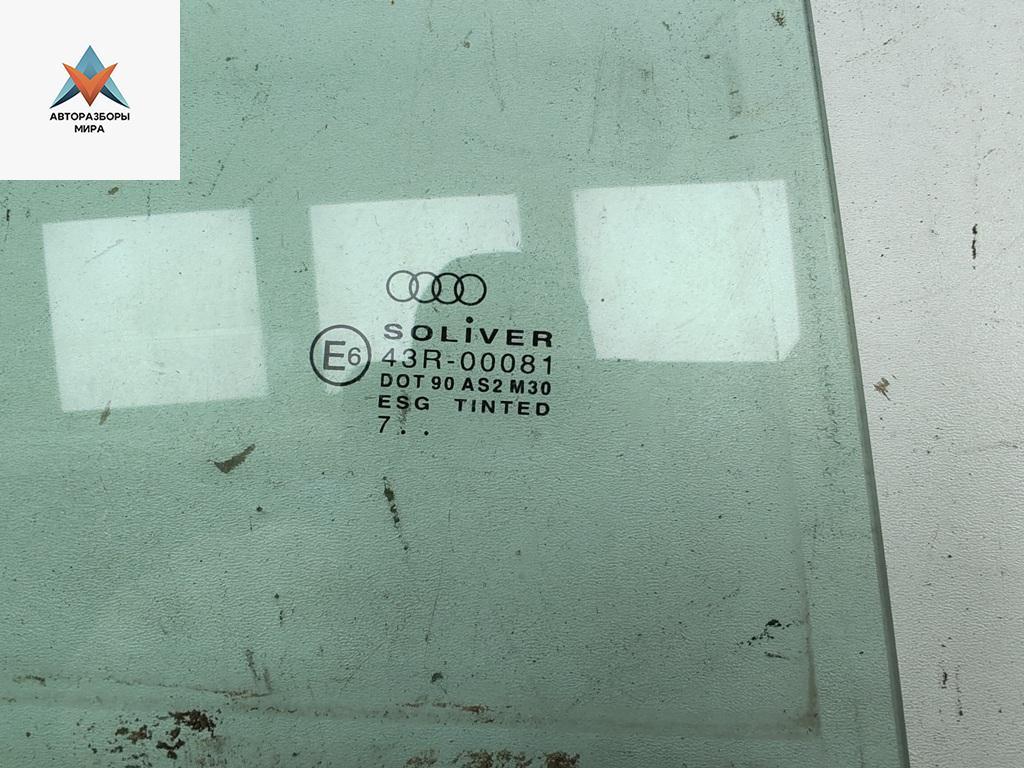 АВТОРАЗБОРЫ
МИРА
SOLIVER
E6
43R-00081
DOT 90 AS2 M30
ESG TINTED
7 . .